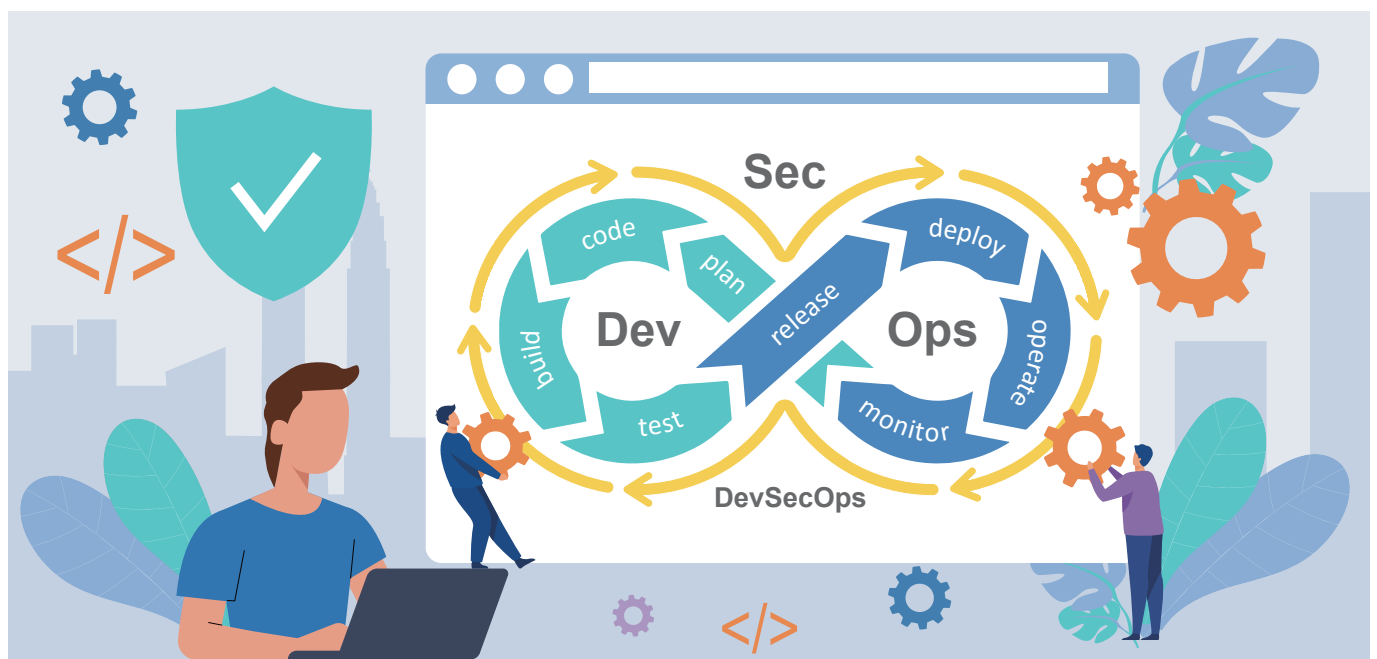 Sec
code
plan
build
Dev
test
release
deploy
Ops
operate
monitor
DevSecOps
</>
</>